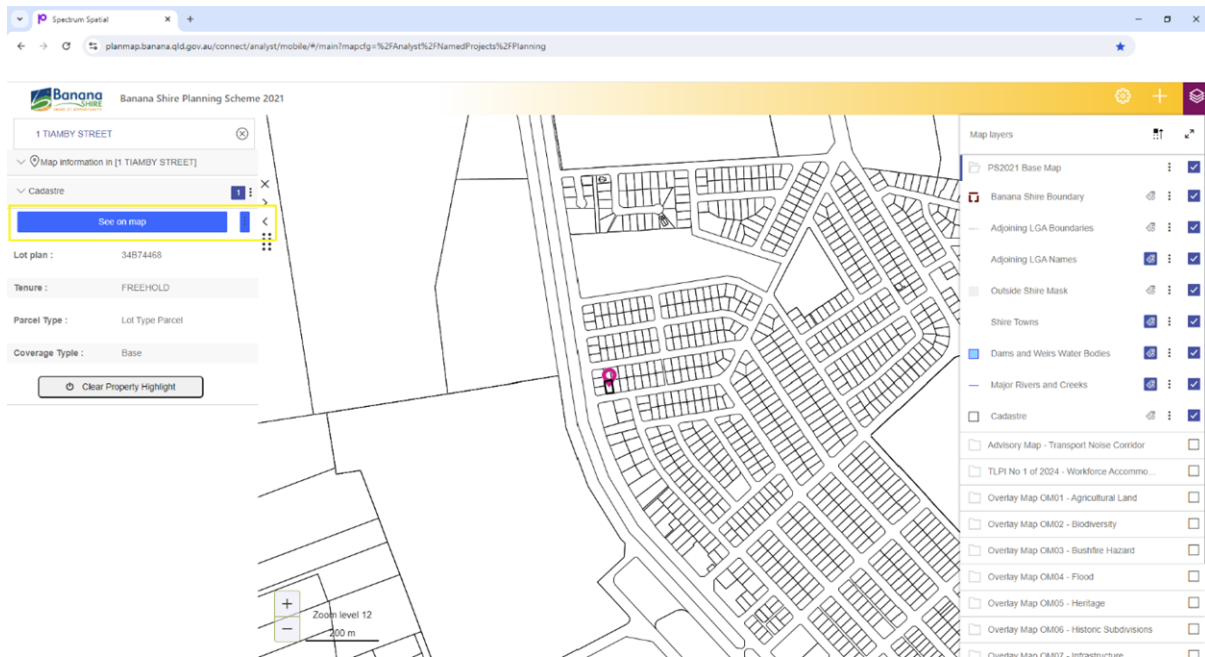 Spectrum Spatial
planmap.banana.qld.gov.au/connect/analyst/mobile/#/main?mapcfg=%2FAnalyst%2FNamedProjects%2FPlanning
Banana
SHIRE
Banana Shire Planning Scheme 2021
1 TIAMBY STREET
Map information in [1 TIAMBY STREET]
Cadastre
1
See on map
Lot plan :
34B74468
Tenure :
FREEHOLD
Parcel Type :
Lot Type Parcel
Coverage Typle :
Base
Clear Property Highlight
Zoom level 12
200 m
Map layers
PS2021 Base Map
Banana Shire Boundary
Adjoining LGA Boundaries
Adjoining LGA Names
Outside Shire Mask
Shire Towns
Dams and Weirs Water Bodies
Major Rivers and Creeks
Cadastre
Advisory Map - Transport Noise Corridor
TLPI No 1 of 2024 - Workforce Accommo...
Overlay Map OM01 - Agricultural Land
Overlay Map OM02 - Biodiversity
Overlay Map OM03 - Bushfire Hazard
Overlay Map OM04 - Flood
Overlay Map OM05 - Heritage
Overlay Map OM06 - Historic Subdivisions
Overlay Map OM07 - Infrastructure